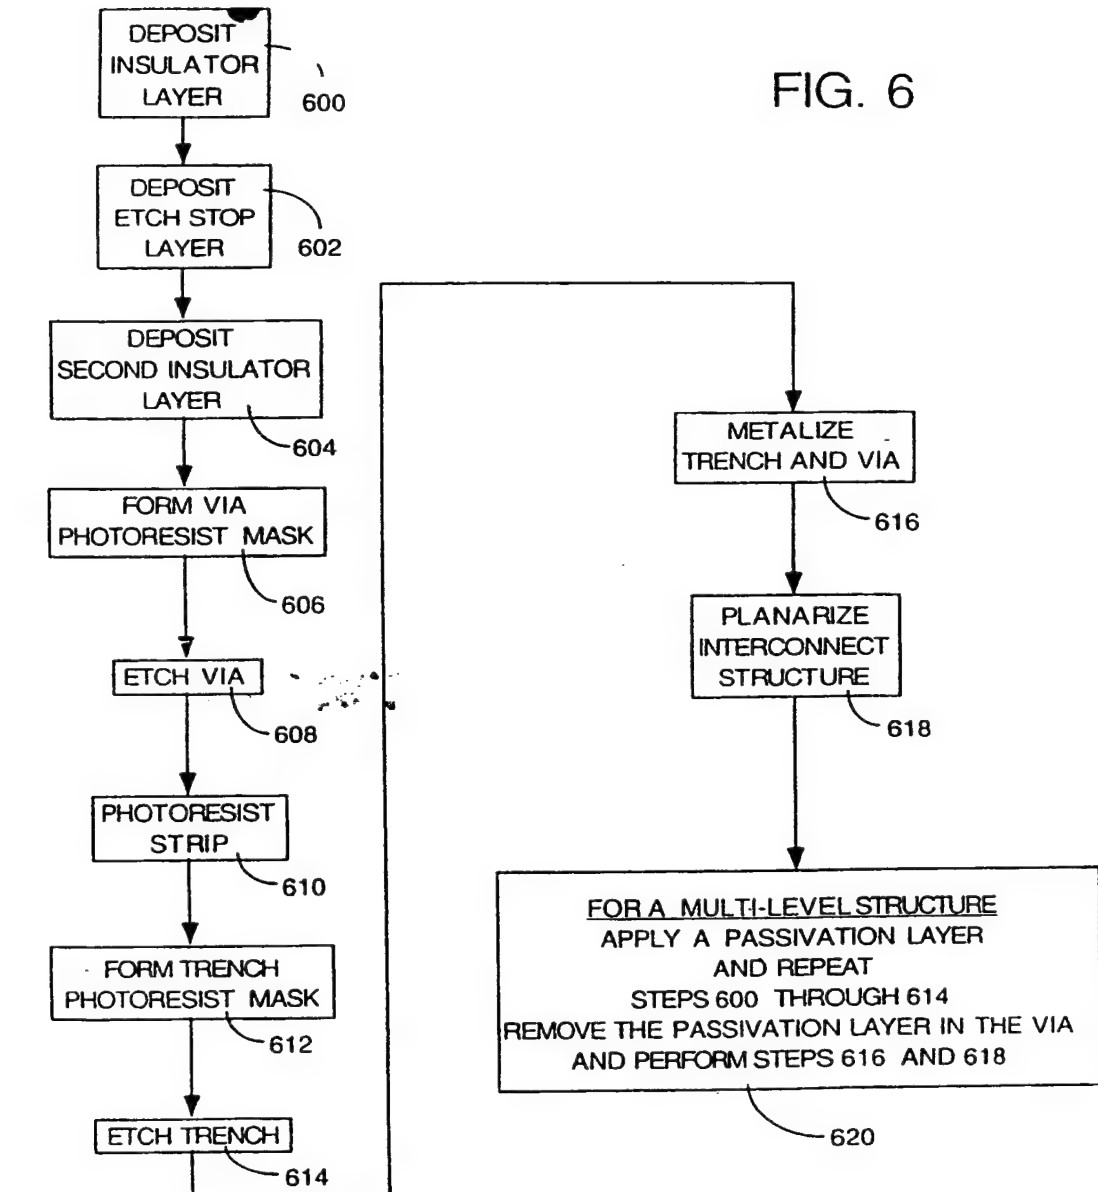 FIG. 6
DEPOSIT
INSULATOR
LAYER
600
DEPOSIT
ETCH STOP
LAYER
602
DEPOSIT
SECOND INSULATOR
LAYER
604
FORM VIA
PHOTORESIST MASK
606
ETCH VIA
608
PHOTORESIST
STRIP
610
FORM TRENCH
PHOTORESIST MASK
612
ETCH TRENCH
614
METALIZE
TRENCH AND VIA
616
PLANARIZE
INTERCONNECT
STRUCTURE
618
FOR A MULTI-LEVEL STRUCTURE
APPLY A PASSIVATION LAYER
AND REPEAT
STEPS 600 THROUGH 614
REMOVE THE PASSIVATION LAYER IN THE VIA
AND PERFORM STEPS 616 AND 618
620